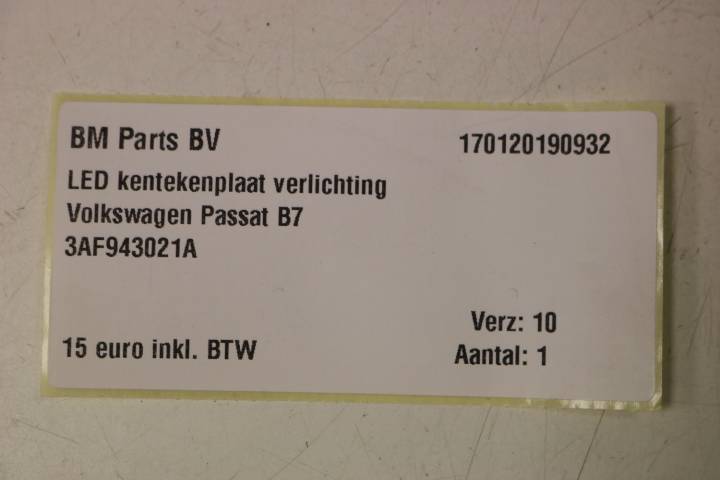 BM Parts BV 170120190932
LED kentekenplaat verlichting
Volkswagen Passat B7
3AF943021A
Verz: 10
15 euro inkl. BTW Aantal: 1